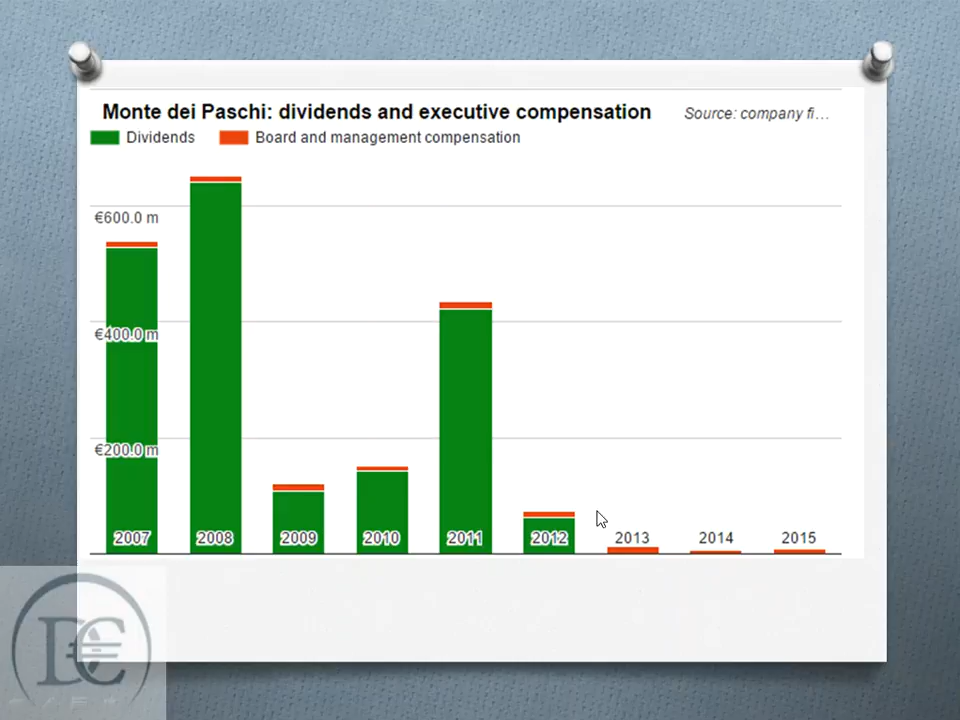 Monte dei Paschi: dividends and executive compensation Source: company fi...
Dividends Board and management compensation
€600.0 m
€400.0 m
€200.0 m
2007 2008 2009 2010 2011 2012 2013 2014 2015